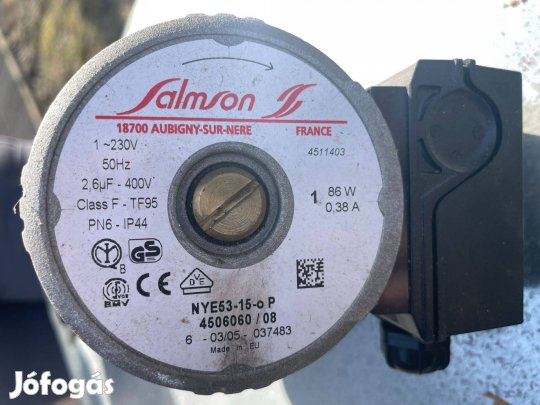 Salmson
18700 AUBIGNY-SUR-NERE FRANCE
4511403
1 ~230V
50Hz
2,6µF - 400V
Class F - TF95
PN6 - IP44
1 86 W
0,38 A
B
GS
CE
DVE
NYE53-15-o P
4506060 / 08
6 - 03/05 - 037483
Made in EU
Jófogás